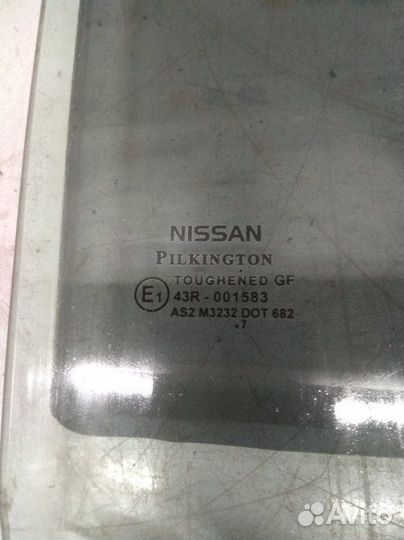 NISSAN
PILKINGTON
TOUGHENED GF
E1 43R - 001583
AS2 M3232 DOT 682
.7
Avito